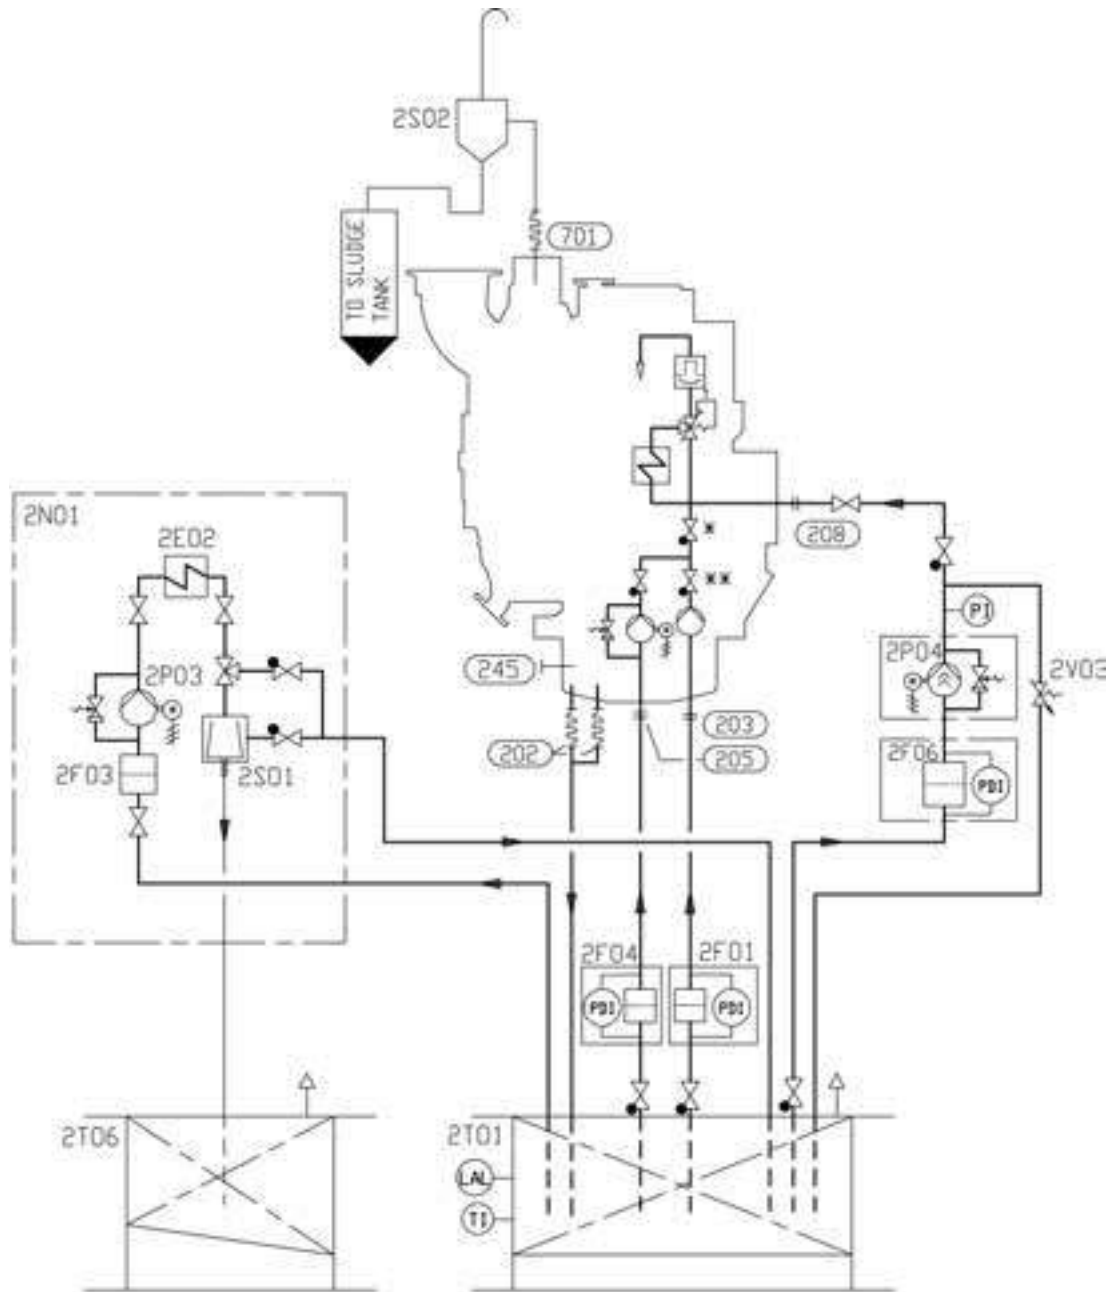 2S02
701
TO SLUDGE
TANK
2N01
2E02
208
PI
2P04
2V03
2P03
245
203
202
205
2F06
PDI
2F03
2S01
2F04
2F01
PDI
PDI
2T06
2T01
LAL
TI